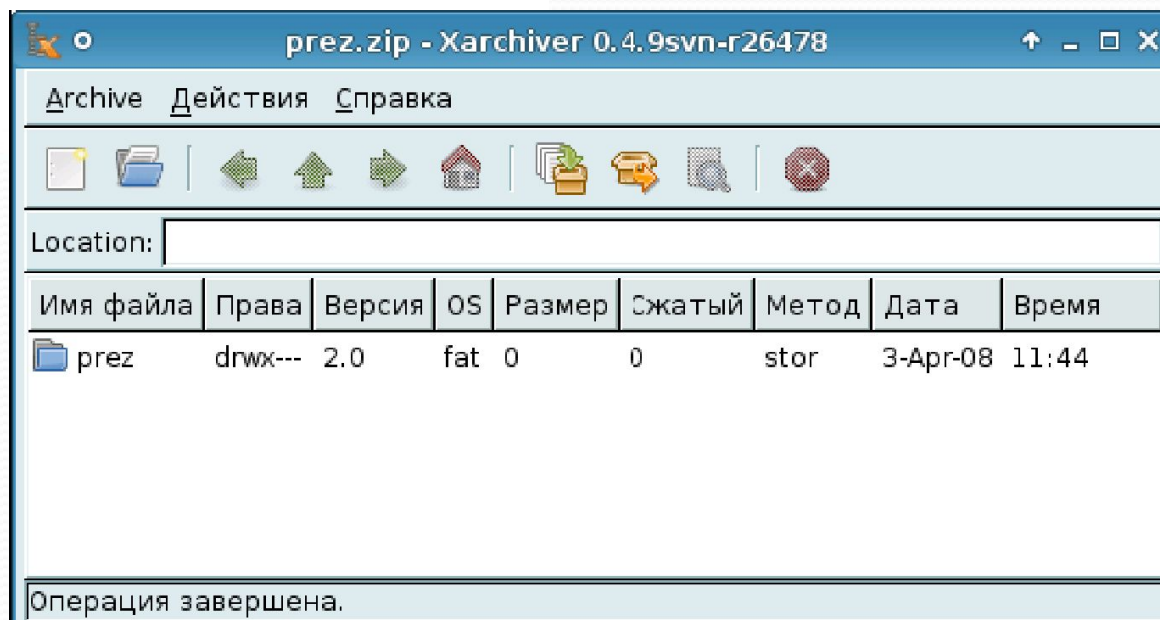 prez.zip - Xarchiver 0.4.9svn-r26478
Archive Действия Справка
Location:
Имя файла Права Версия OS Размер Сжатый Метод Дата Время
prez drwx--- 2.0 fat 0 0 stor 3-Apr-08 11:44
Операция завершена.